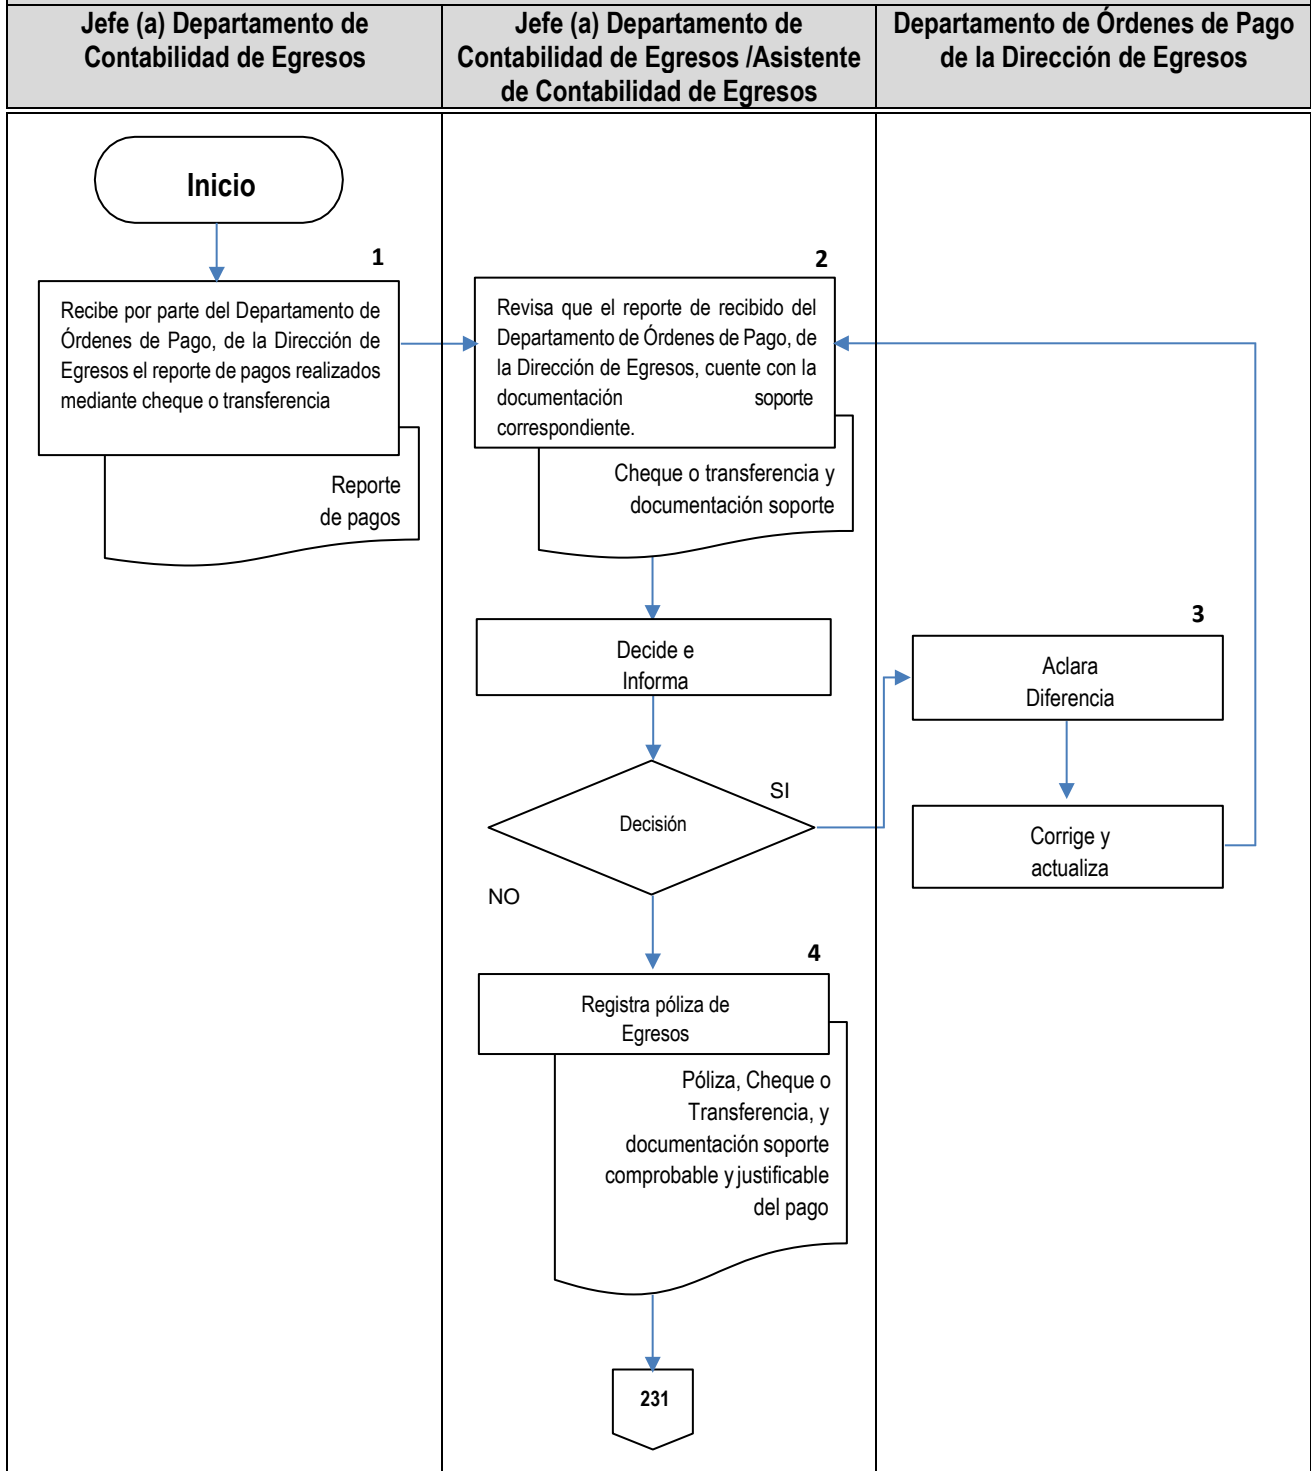 Jefe (a) Departamento de
Contabilidad de Egresos
Jefe (a) Departamento de
Contabilidad de Egresos /Asistente
de Contabilidad de Egresos
Departamento de Órdenes de Pago
de la Dirección de Egresos
Inicio
1
Recibe por parte del Departamento de
Órdenes de Pago, de la Dirección de
Egresos el reporte de pagos realizados
mediante cheque o transferencia
Reporte
de pagos
2
Revisa que el reporte de recibido del
Departamento de Órdenes de Pago, de
la Dirección de Egresos, cuente con la
documentación soporte
correspondiente.
Cheque o transferencia y
documentación soporte
Decide e
Informa
SI
Decisión
NO
3
Aclara
Diferencia
Corrige y
actualiza
4
Registra póliza de
Egresos
Póliza, Cheque o
Transferencia, y
documentación soporte
comprobable y justificable
del pago
231